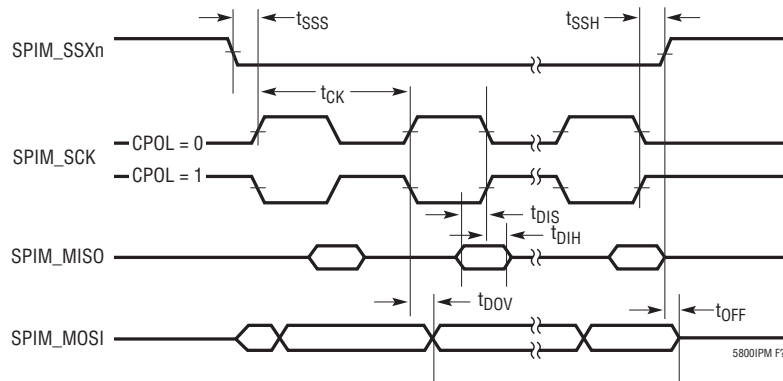 tSSS
tSSH
SPIM_SSXn
tCK
SPIM_SCK
CPOL = 0
CPOL = 1
tDIS
tDIH
SPIM_MISO
tDOV
tOFF
SPIM_MOSI
5800IPM